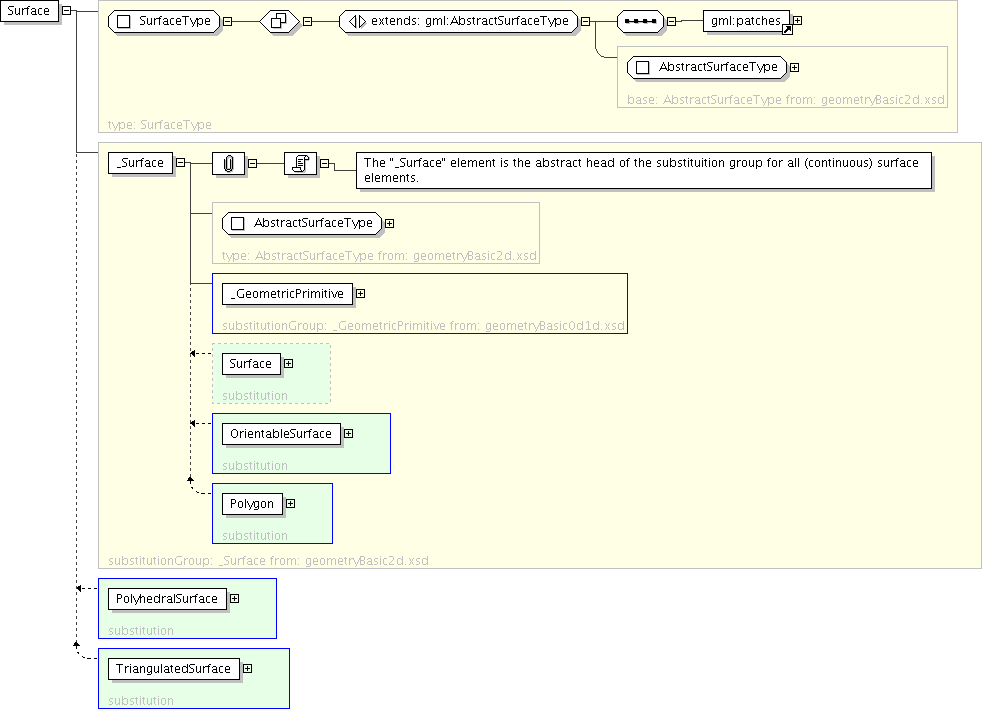 Surface
SurfaceType
extends: gml:AbstractSurfaceType
gml:patches
AbstractSurfaceType
base: AbstractSurfaceType from: geometryBasic2d.xsd
type: SurfaceType
_Surface
The "_Surface" element is the abstract head of the substituition group for all (continuous) surface
elements.
AbstractSurfaceType
type: AbstractSurfaceType from: geometryBasic2d.xsd
_GeometricPrimitive
substitutionGroup: _GeometricPrimitive from: geometryBasic0d1d.xsd
Surface
substitution
OrientableSurface
substitution
Polygon
substitution
substitutionGroup: _Surface from: geometryBasic2d.xsd
PolyhedralSurface
substitution
TriangulatedSurface
substitution